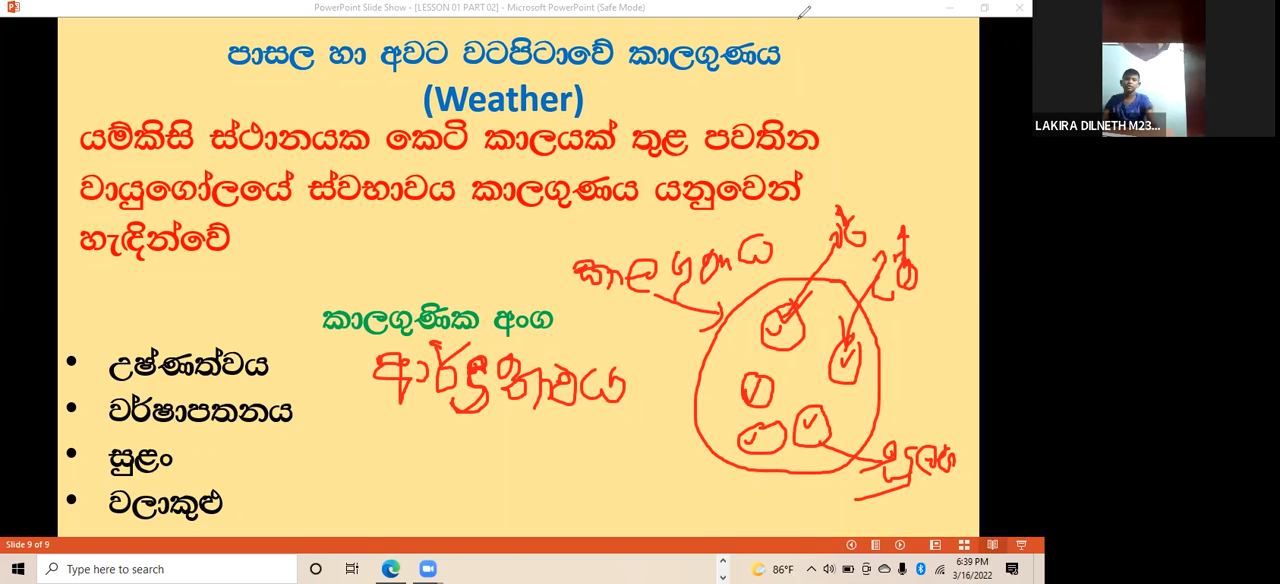 PowerPoint Slide Show - [LESSON 01 PART 02] - Microsoft PowerPoint (Safe Mode)
පාසල හා අවට වටපිටාවේ කාලගුණය
(Weather)
යම්කිසි ස්ථානයක කෙටි කාලයක් තුළ පවතින
වායුගෝලයේ ස්වභාවය කාලගුණය යනුවෙන්
හැඳින්වේ
කාලගුණය
කාලගුණික අංග
ආර්ද්‍රතාවය
• උෂ්ණත්වය
• වර්ෂාපතනය
• සුළං
• වලාකුළු
LAKIRA DILNETH M23...
Slide 9 of 9
Type here to search
86°F
6:39 PM
3/16/2022